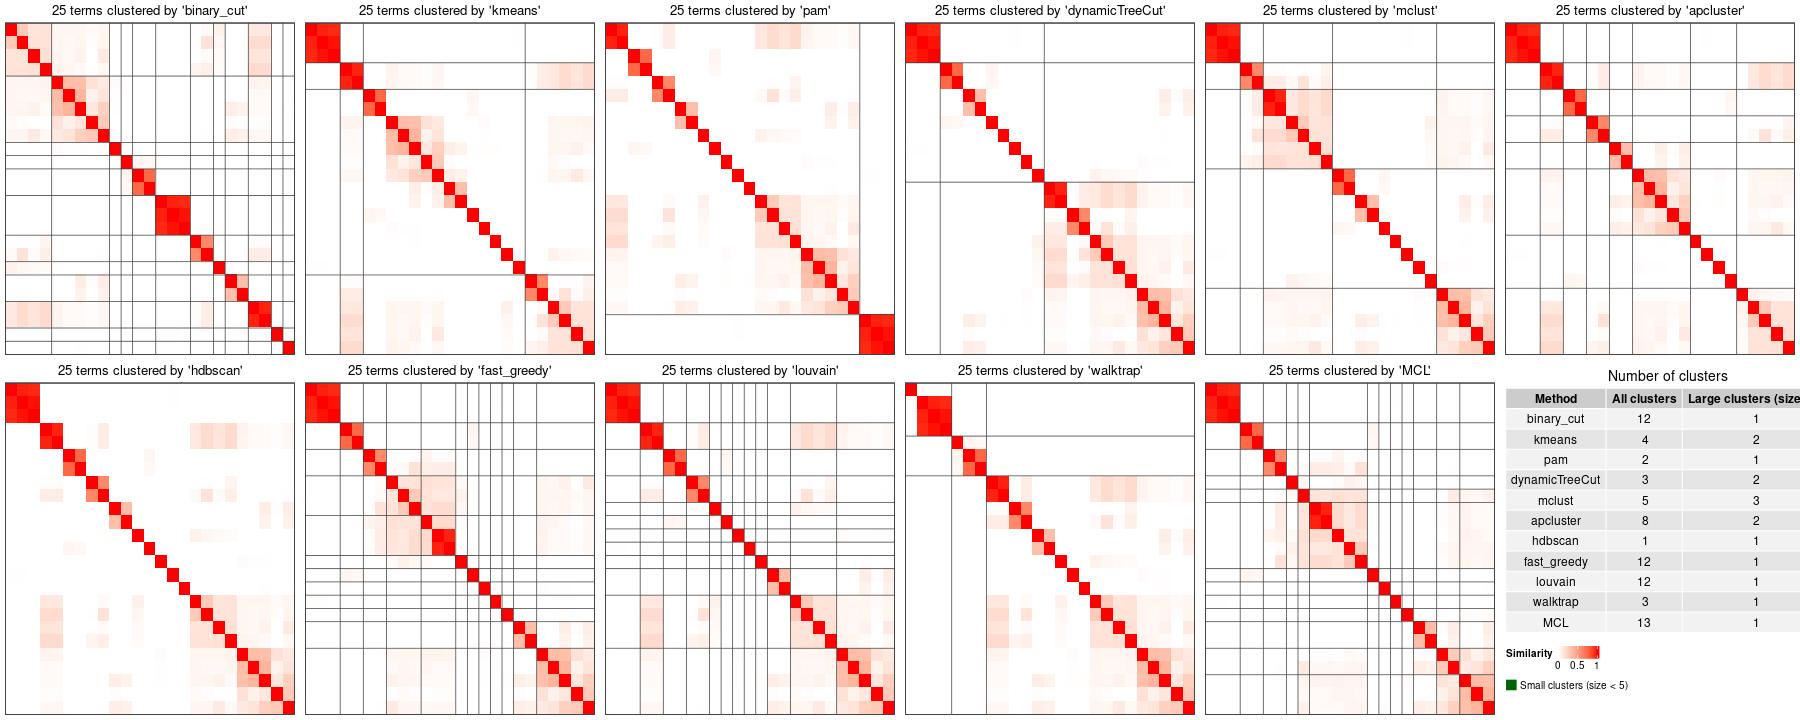 25 terms clustered by 'binary_cut'
25 terms clustered by 'kmeans'
25 terms clustered by 'pam'
25 terms clustered by 'dynamicTreeCut'
25 terms clustered by 'mclust'
25 terms clustered by 'apcluster'
25 terms clustered by 'hdbscan'
25 terms clustered by 'fast_greedy'
25 terms clustered by 'louvain'
25 terms clustered by 'walktrap'
25 terms clustered by 'MCL'
Number of clusters
Method All clusters Large clusters (size
binary_cut 12 1
kmeans 4 2
pam 2 1
dynamicTreeCut 3 2
mclust 5 3
apcluster 8 2
hdbscan 1 1
fast_greedy 12 1
louvain 12 1
walktrap 3 1
MCL 13 1
Similarity
0 0.5 1
Small clusters (size < 5)